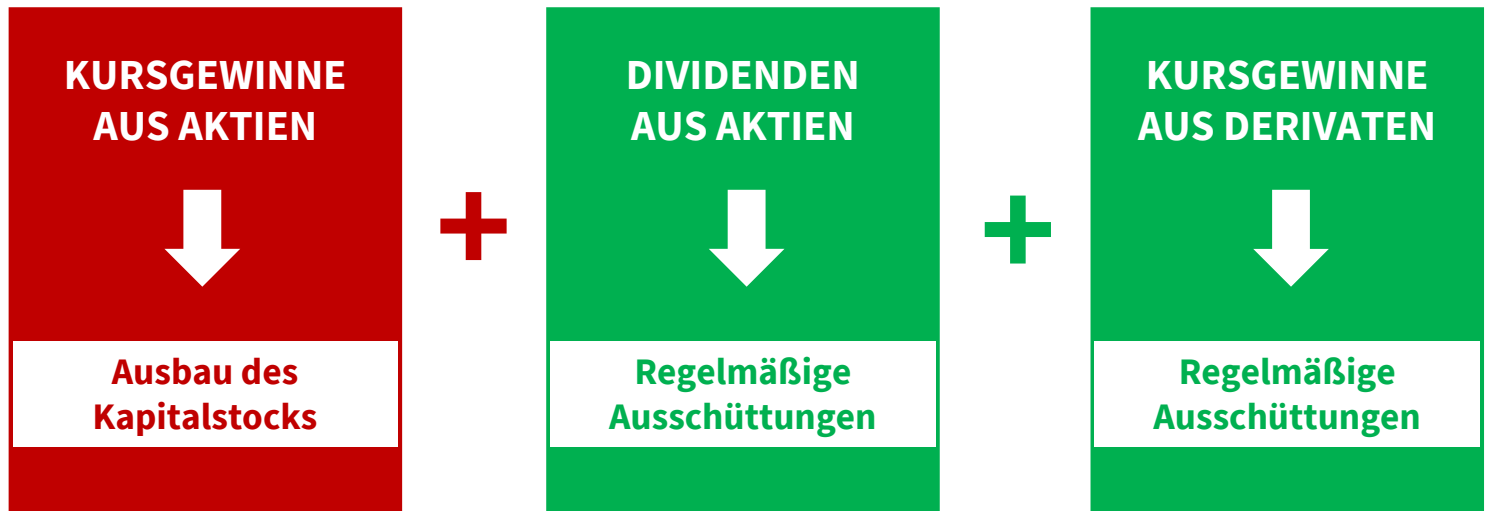 KURSGEWINNE
AUS AKTIEN
Ausbau des
Kapitalstocks
+
DIVIDENDEN
AUS AKTIEN
Regelmäßige
Ausschüttungen
+
KURSGEWINNE
AUS DERIVATEN
Regelmäßige
Ausschüttungen